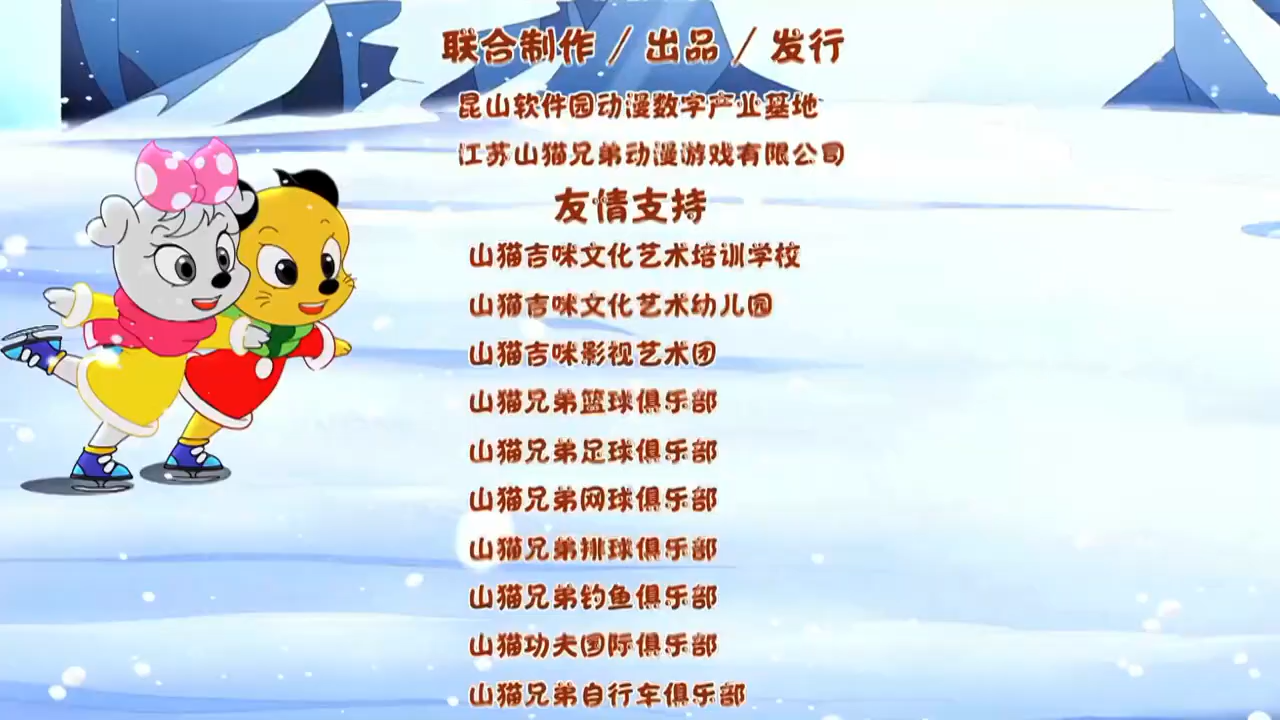 联合制作 / 出品 / 发行
昆山软件园动漫数字产业基地
江苏山猫兄弟动漫游戏有限公司
友情支持
山猫吉咪文化艺术培训学校
山猫吉咪文化艺术幼儿园
山猫吉咪影视艺术团
山猫兄弟篮球俱乐部
山猫兄弟足球俱乐部
山猫兄弟网球俱乐部
山猫兄弟排球俱乐部
山猫兄弟钓鱼俱乐部
山猫功夫国际俱乐部
山猫兄弟自行车俱乐部